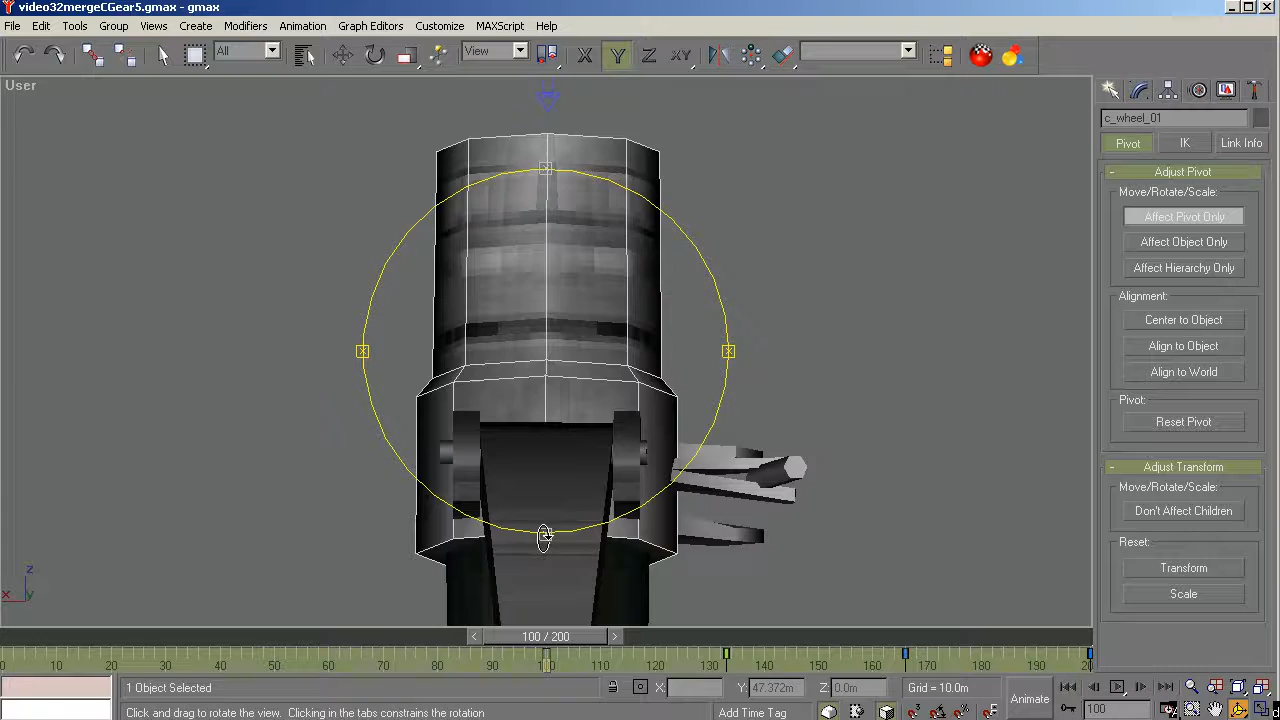 video32mergeCGear5.gmax - gmax
File Edit Tools Group Views Create Modifiers Animation Graph Editors Customize MAXScript Help
All View X Y Z XY
User
c_wheel_01
Pivot IK Link Info
- Adjust Pivot
Move/Rotate/Scale:
Affect Pivot Only
Affect Object Only
Affect Hierarchy Only
Alignment:
Center to Object
Align to Object
Align to World
Pivot:
Reset Pivot
- Adjust Transform
Move/Rotate/Scale:
Don't Affect Children
Reset:
Transform
Scale
z
x y
< 100 / 200 >
0 10 20 30 40 50 60 70 80 90 100 110 120 130 140 150 160 170 180 190 20
1 Object Selected X: Y: 47.372m Z: 0.0m Grid = 10.0m Animate
Click and drag to rotate the view. Clicking in the tabs constrains the rotation Add Time Tag 100